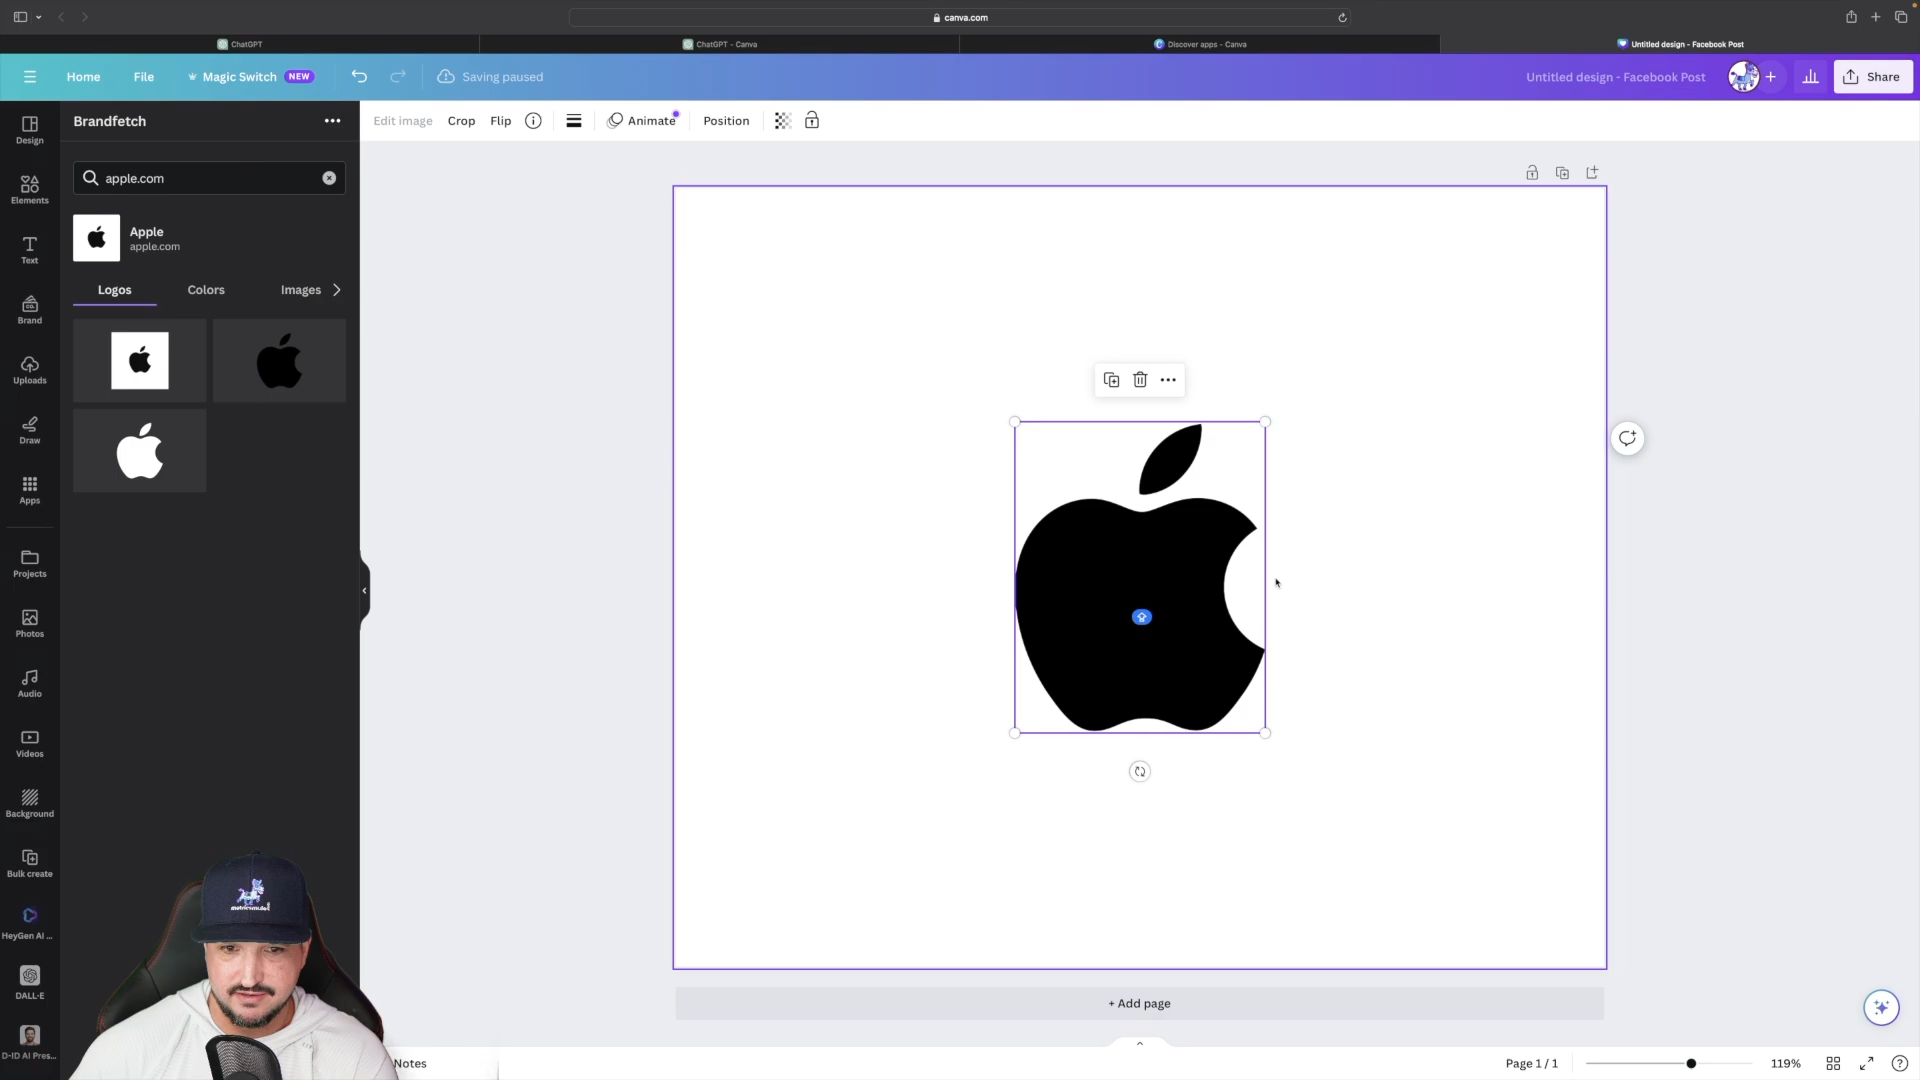 canva.com
ChatGPT
ChatGPT - Canva
Discover apps - Canva
Untitled design - Facebook Post
Home
File
Magic Switch
NEW
Saving paused
Untitled design - Facebook Post
Share
Brandfetch
Edit image
Crop
Flip
Animate
Position
Design
apple.com
Elements
Apple
apple.com
Text
Logos
Colors
Images
Brand
Uploads
Draw
Apps
Projects
Photos
Audio
Videos
Background
Bulk create
HeyGen AI ...
DALL·E
D-ID AI Pres...
+ Add page
Notes
Page 1 / 1
119%